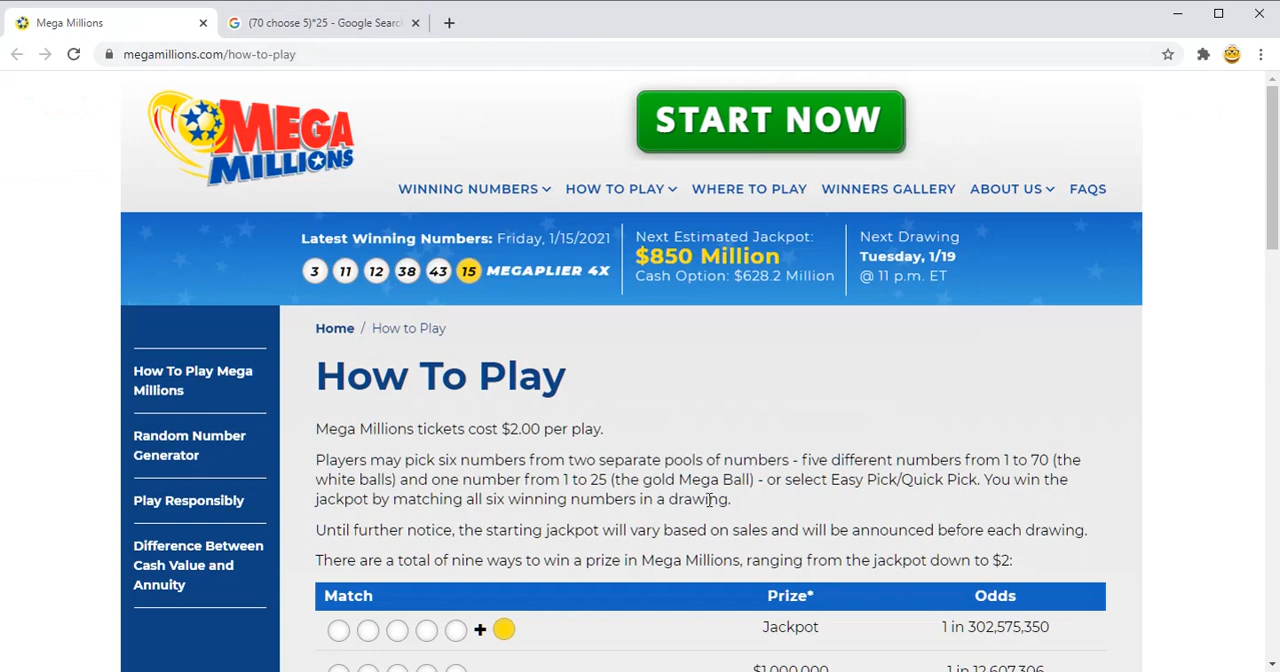 Mega Millions
(70 choose 5)*25 - Google Searc
megamillions.com/how-to-play
MEGA
MILLIONS
START NOW
WINNING NUMBERS HOW TO PLAY WHERE TO PLAY WINNERS GALLERY ABOUT US FAQS
Latest Winning Numbers: Friday, 1/15/2021
3 11 12 38 43 15 MEGAPLIER 4X
Next Estimated Jackpot:
$850 Million
Cash Option: $628.2 Million
Next Drawing
Tuesday, 1/19
@ 11 p.m. ET
How To Play Mega
Millions
Random Number
Generator
Play Responsibly
Difference Between
Cash Value and
Annuity
Home / How to Play
How To Play
Mega Millions tickets cost $2.00 per play.
Players may pick six numbers from two separate pools of numbers - five different numbers from 1 to 70 (the
white balls) and one number from 1 to 25 (the gold Mega Ball) - or select Easy Pick/Quick Pick. You win the
jackpot by matching all six winning numbers in a drawing.
Until further notice, the starting jackpot will vary based on sales and will be announced before each drawing.
There are a total of nine ways to win a prize in Mega Millions, ranging from the jackpot down to $2:
Match Prize* Odds
+ Jackpot 1 in 302,575,350
$1,000,000 1 in 12,607,306